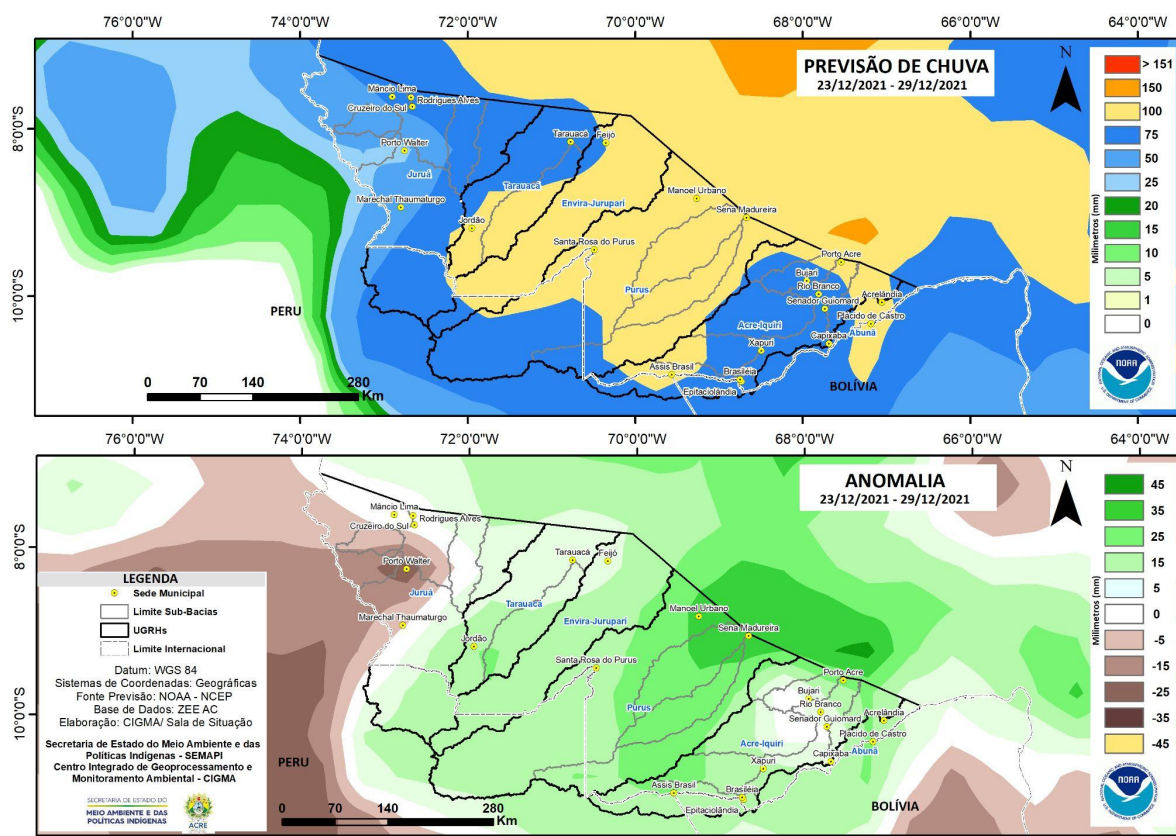 76°0'0"W 74°0'0"W 72°0'0"W 70°0'0"W 68°0'0"W 66°0'0"W 64°0'0"W
PREVISÃO DE CHUVA
23/12/2021 - 29/12/2021
N
> 151
150
100
75
50
25
20
15
10
5
1
0
Milímetros (mm)
NOAA
8°0'0"S
10°0'0"S
Mâncio Lima
Rodrigues Alves
Cruzeiro do Sul
Porto Walter
Juruá
Marechal Thaumaturgo
Tarauacá
Feijó
Tarauacá
Jordão
Envira-Jurupari
Manoel Urbano
Sena Madureira
Santa Rosa do Purus
Purus
Porto Acre
Bujari
Rio Branco
Acrelândia
Senador Guiomard
Plácido de Castro
Acre-Iquiri
Abunã
Capixaba
Xapuri
Assis Brasil
Brasiléia
Epitaciolândia
PERU
BOLÍVIA
0 70 140 280
Km
76°0'0"W 74°0'0"W 72°0'0"W 70°0'0"W 68°0'0"W 66°0'0"W 64°0'0"W
ANOMALIA
23/12/2021 - 29/12/2021
N
45
35
25
15
5
0
-5
-15
-25
-35
-45
Milímetros (mm)
NOAA
8°0'0"S
10°0'0"S
Mâncio Lima
Rodrigues Alves
Cruzeiro do Sul
Porto Walter
Juruá
Marechal Thaumaturgo
Tarauacá
Feijó
Tarauacá
Jordão
Envira-Jurupari
Manoel Urbano
Sena Madureira
Santa Rosa do Purus
Purus
Porto Acre
Bujari
Rio Branco
Acrelândia
Senador Guiomard
Plácido de Castro
Acre-Iquiri
Abunã
Capixaba
Xapuri
Assis Brasil
Brasiléia
Epitaciolândia
PERU
BOLÍVIA
LEGENDA
Sede Municipal
Limite Sub-Bacias
UGRHs
Limite Internacional
Datum: WGS 84
Sistemas de Coordenadas: Geográficas
Fonte Previsão: NOAA - NCEP
Base de Dados: ZEE AC
Elaboração: CIGMA/ Sala de Situação
Secretaria de Estado do Meio Ambiente e das
Políticas Indígenas - SEMAPI
Centro Integrado de Geoprocessamento e
Monitoramento Ambiental - CIGMA
SECRETARIA DE ESTADO DO
MEIO AMBIENTE E DAS
POLÍTICAS INDÍGENAS
ACRE
0 70 140 280
Km